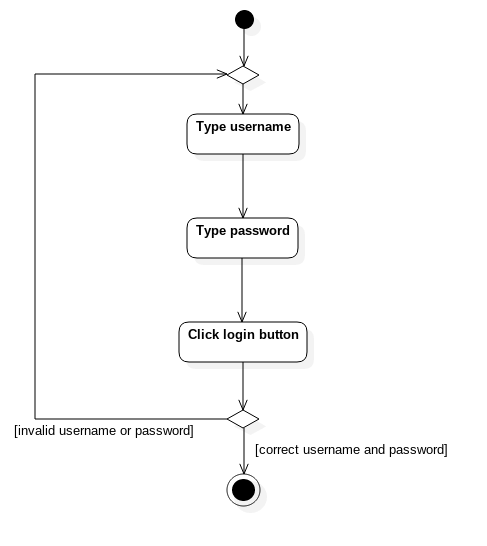 Type username
Type password
Click login button
[invalid username or password]
[correct username and password]